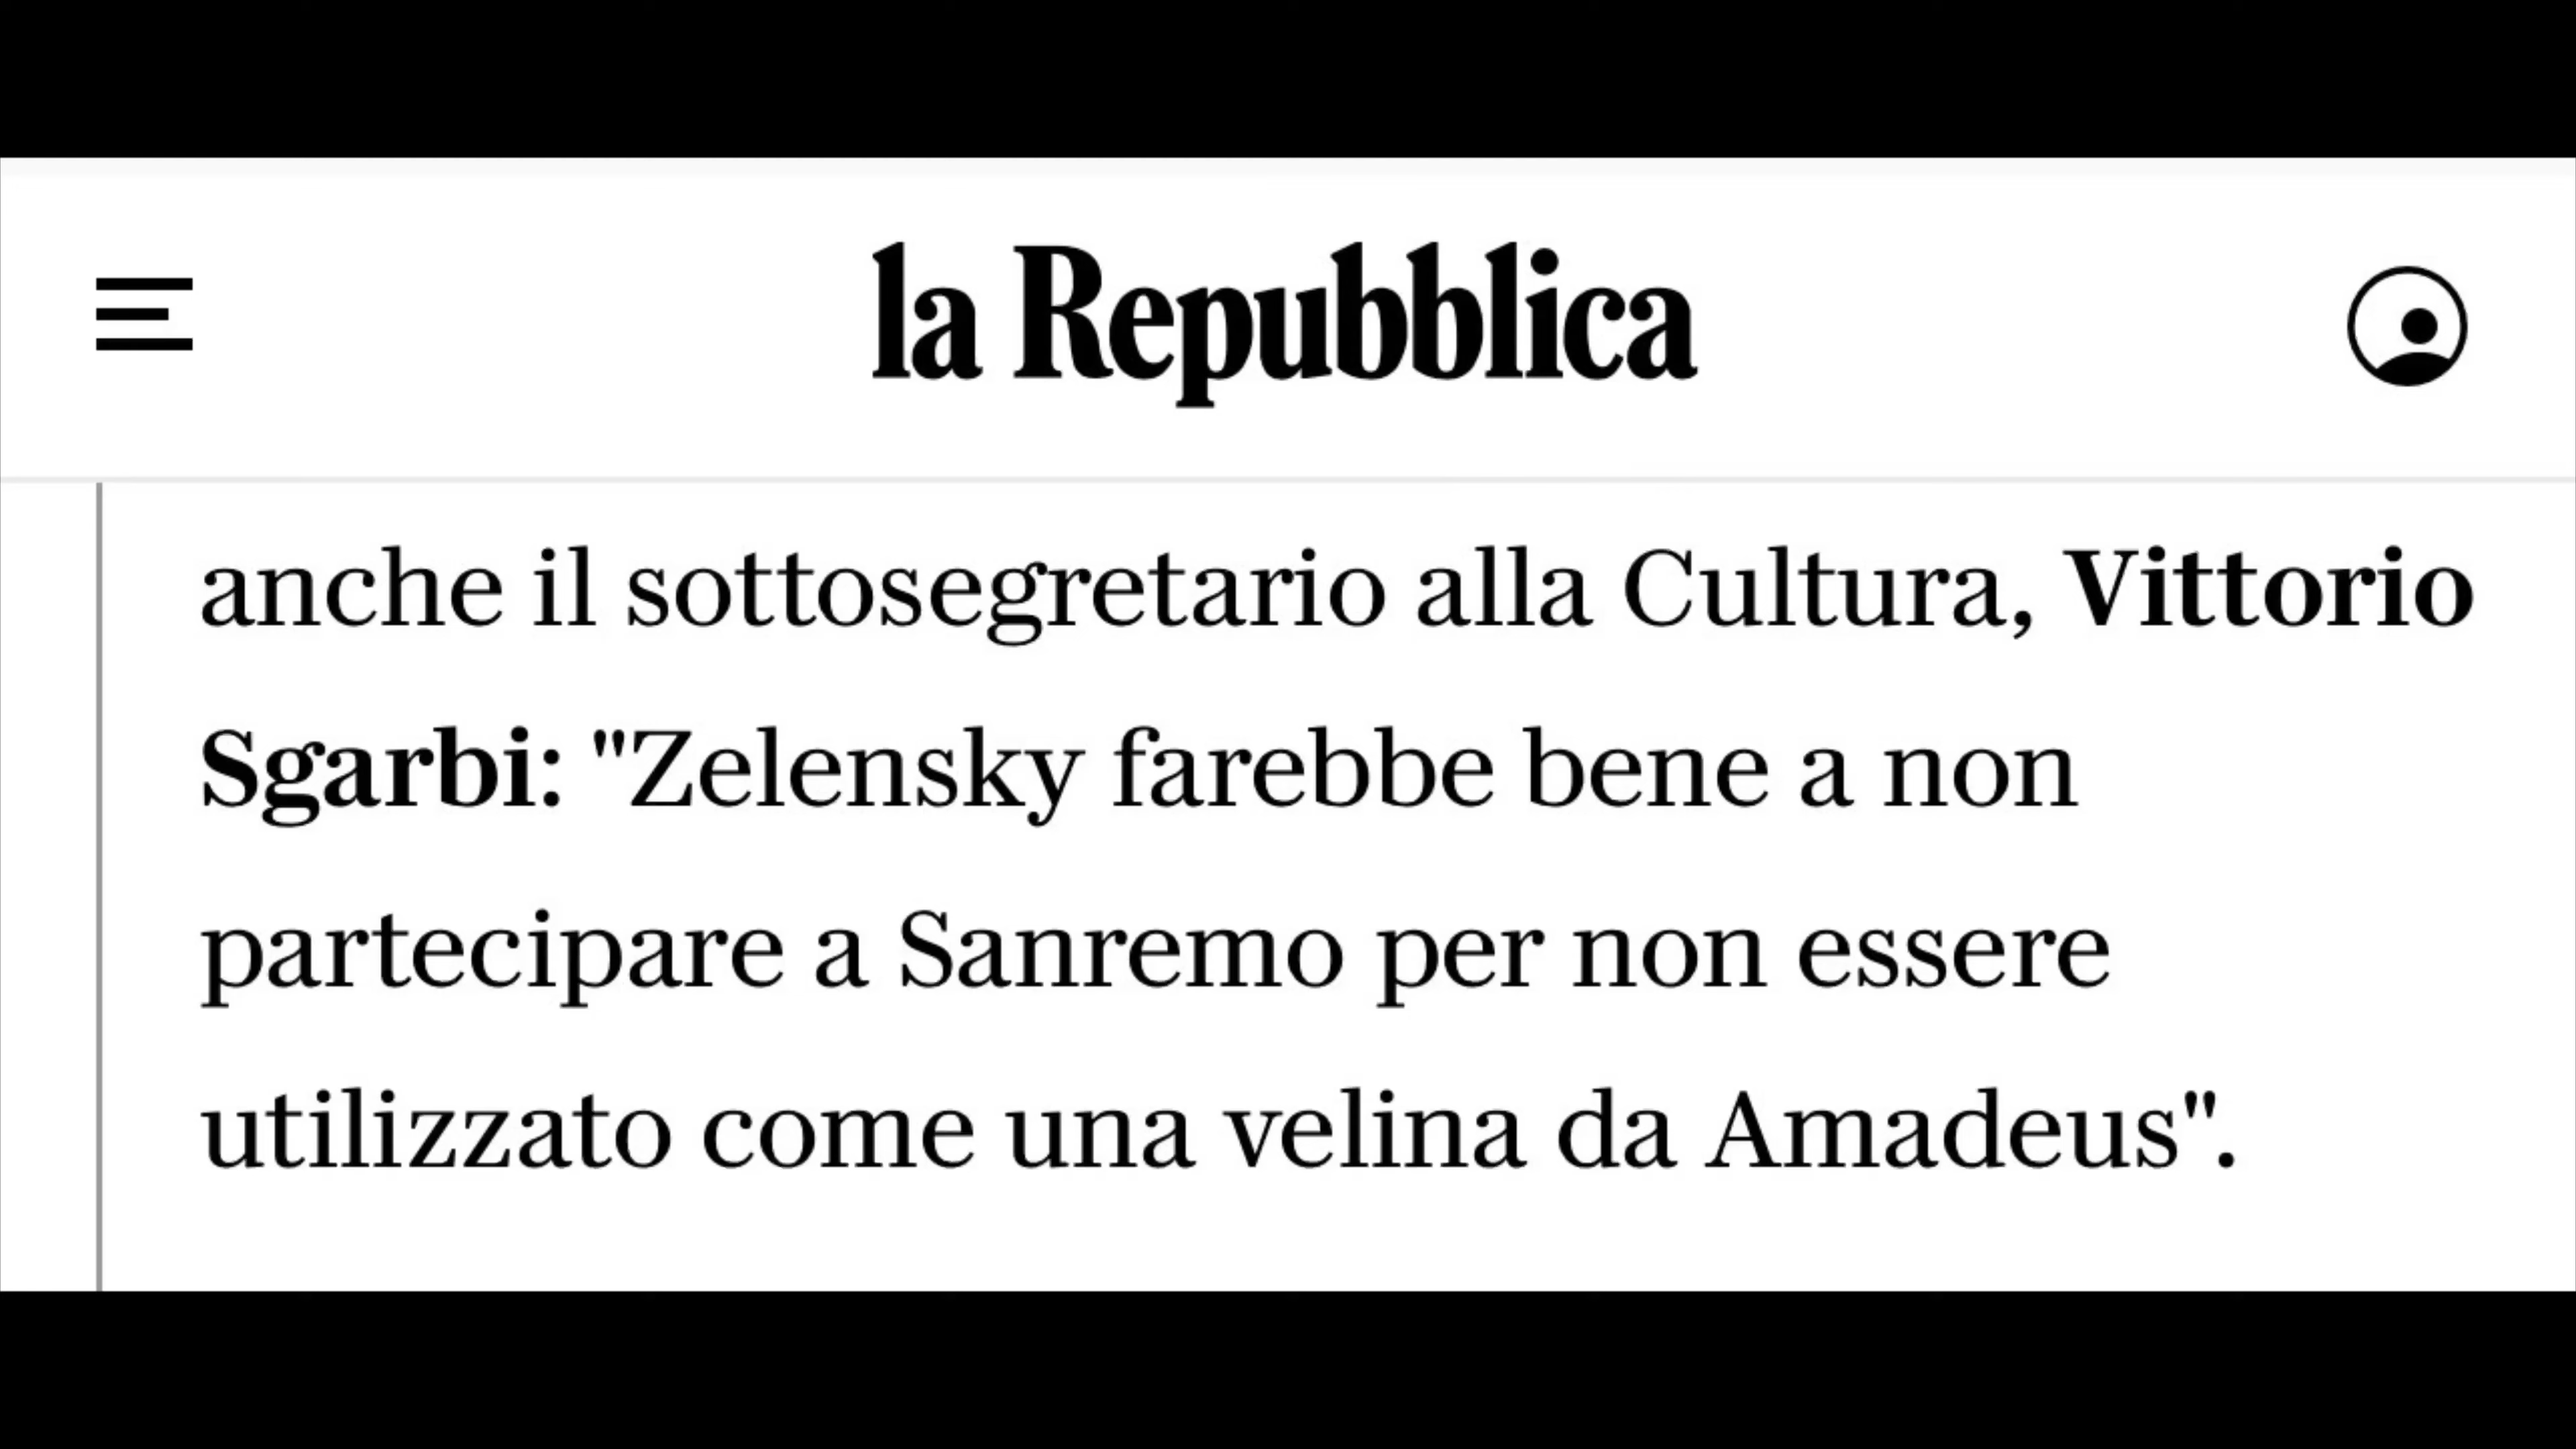 la Repubblica
anche il sottosegretario alla Cultura, Vittorio
Sgarbi: "Zelensky farebbe bene a non
partecipare a Sanremo per non essere
utilizzato come una velina da Amadeus".